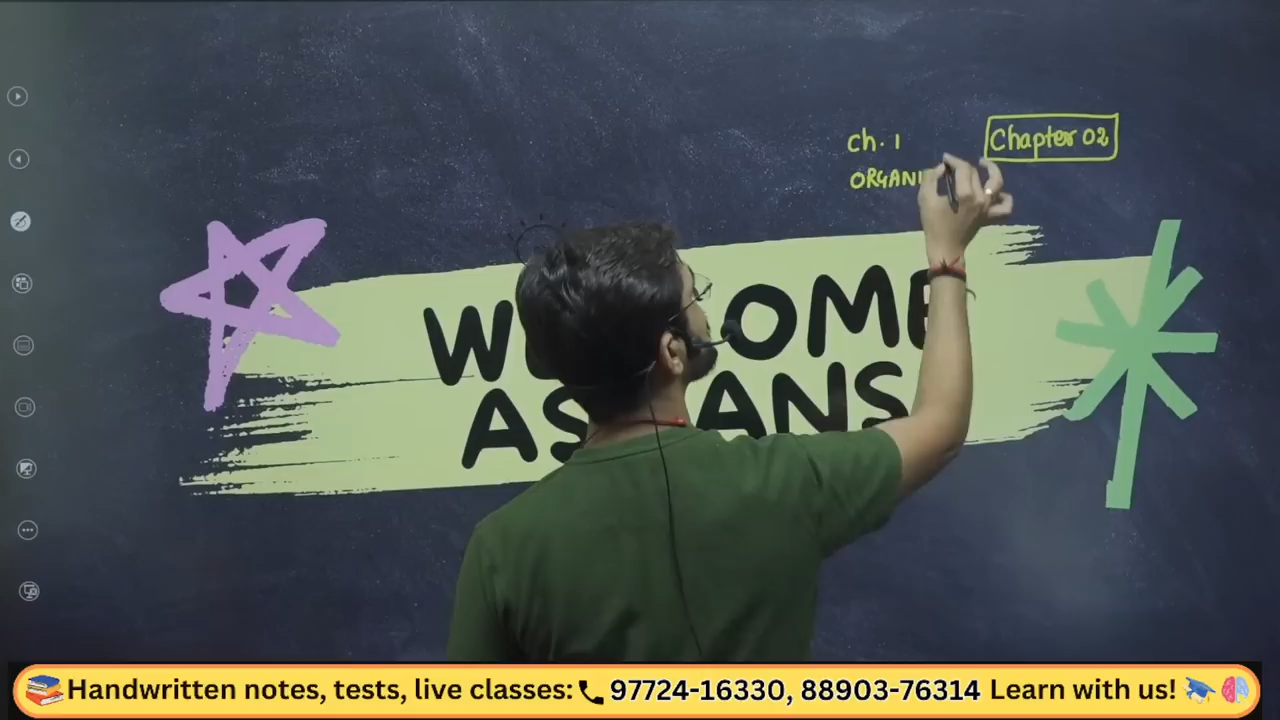 Ch. 1
Chapter 02
ORGANI
OME
ANS
Handwritten notes, tests, live classes: 97724-16330, 88903-76314 Learn with us!